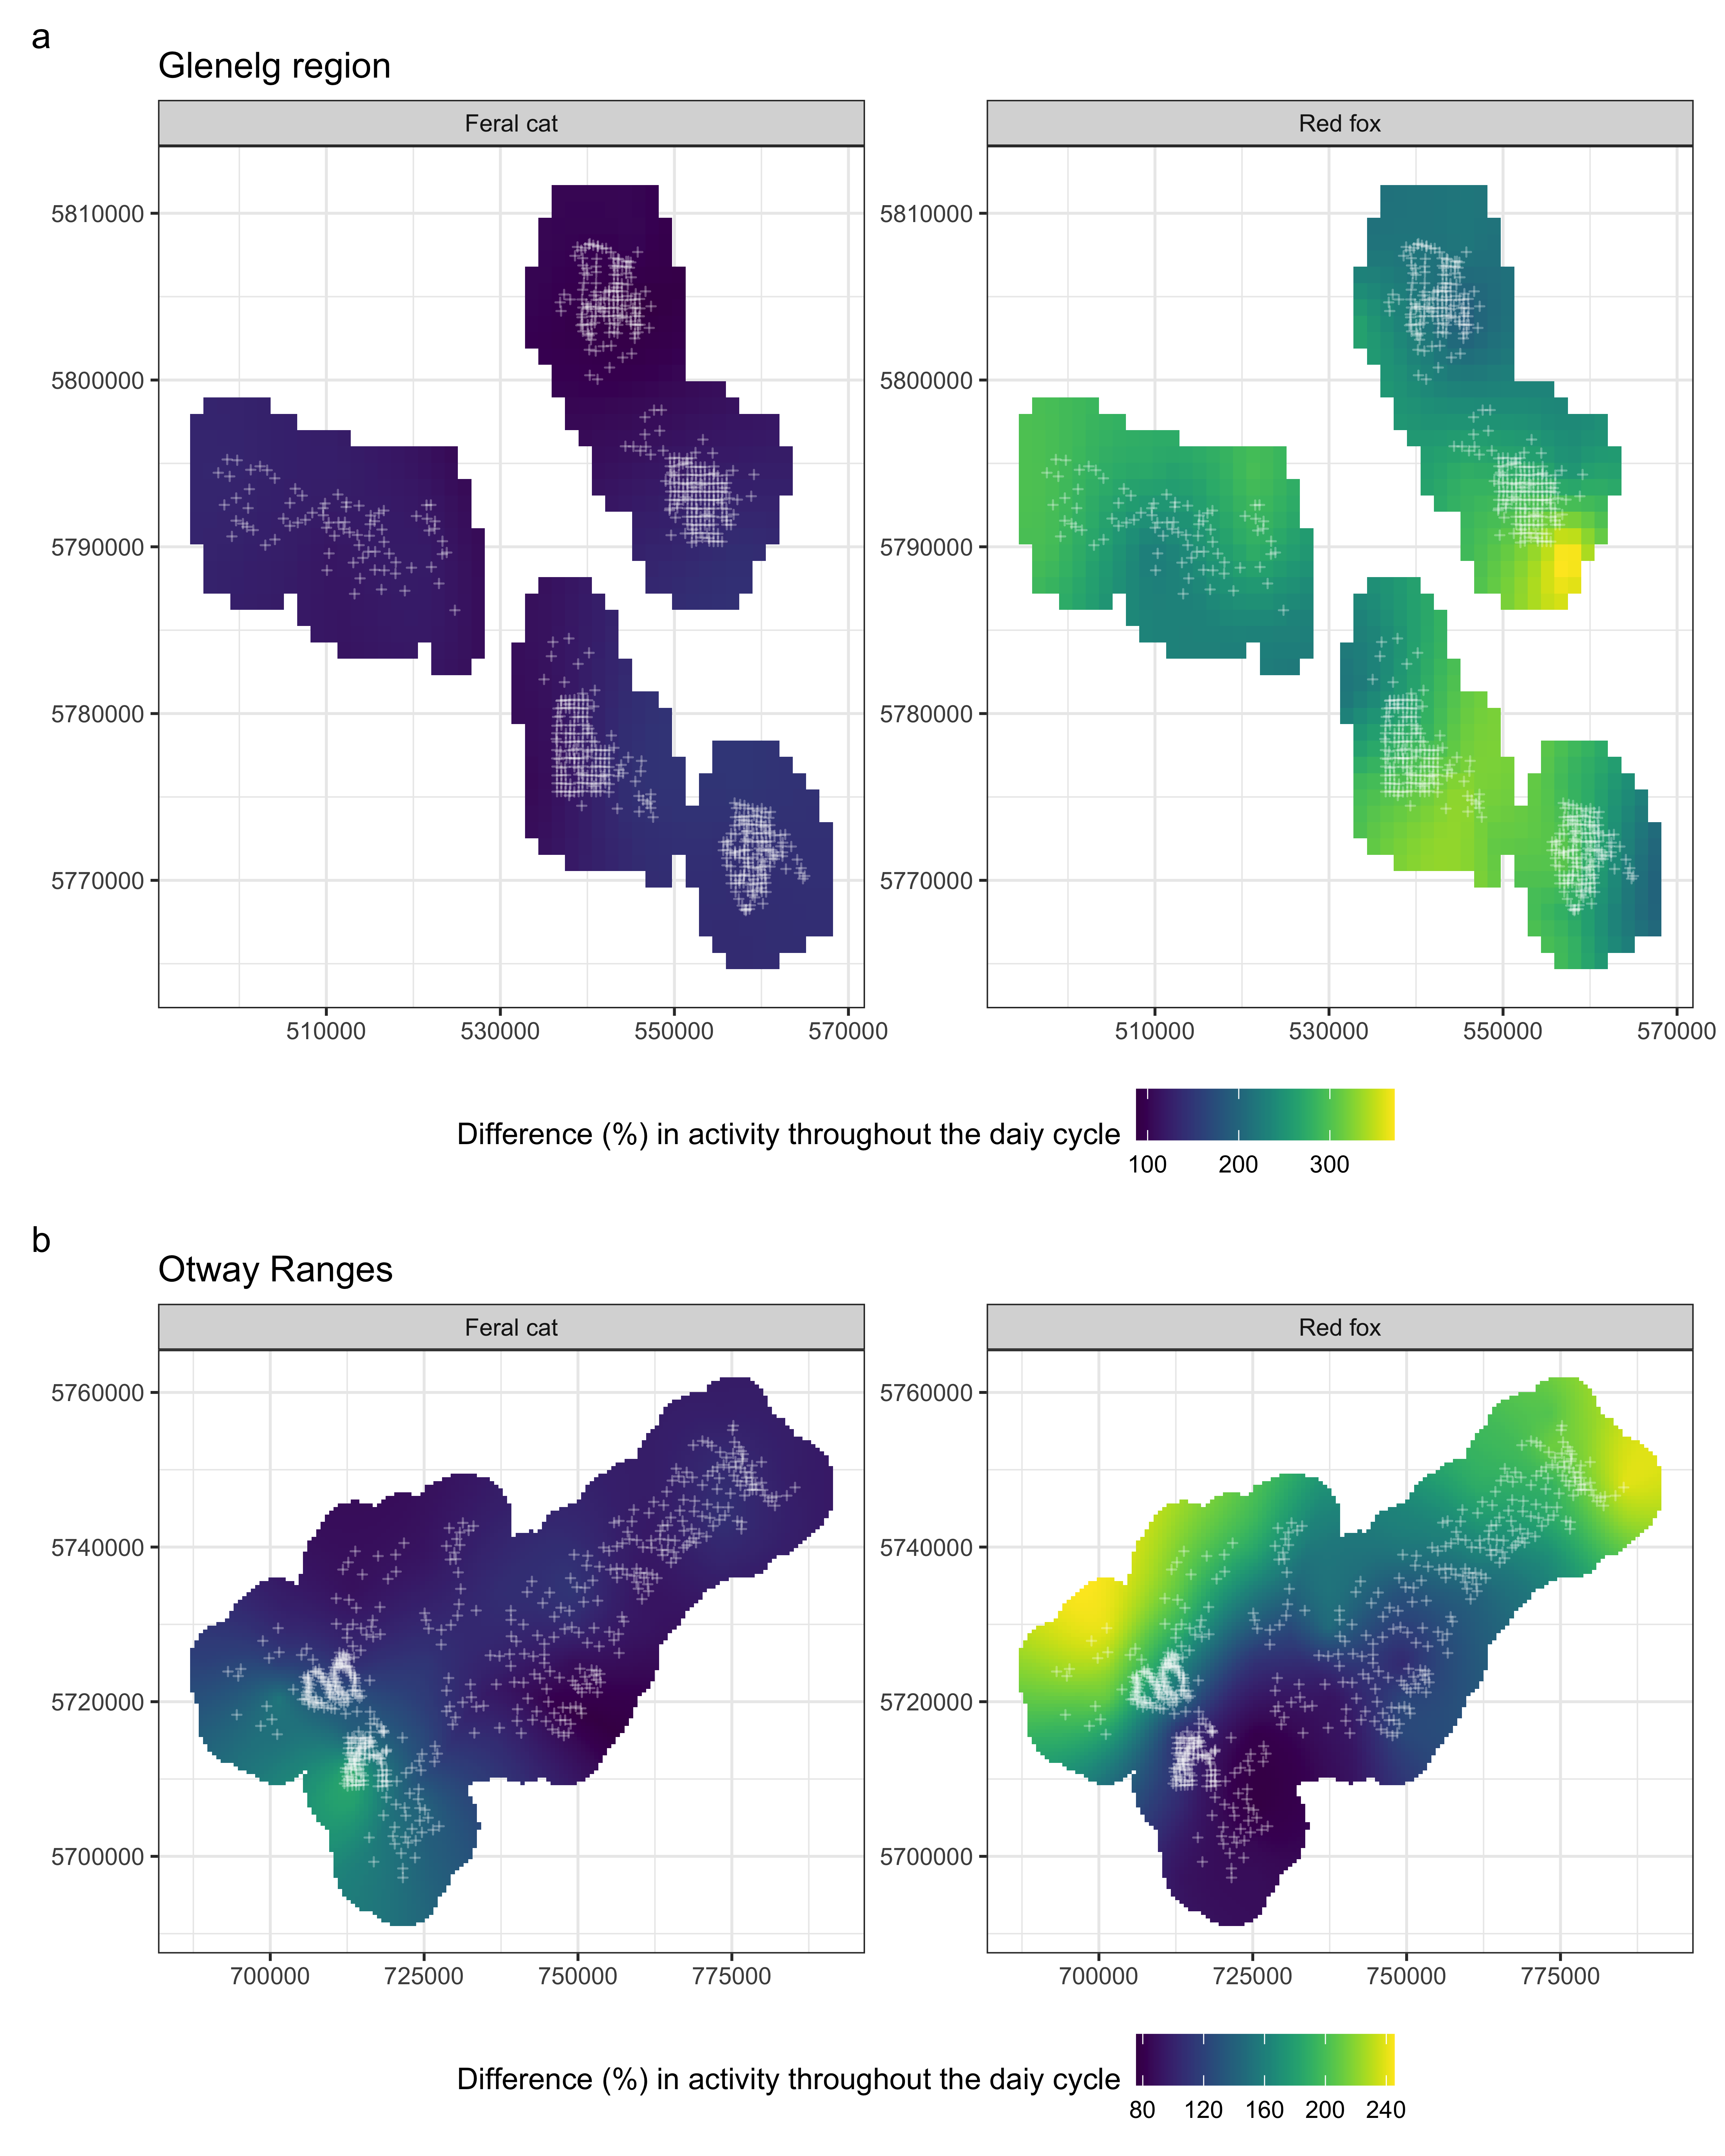 a
Glenelg region
Feral cat
Red fox
5810000
5800000
5790000
5780000
5770000
5810000
5800000
5790000
5780000
5770000
510000 530000 550000 570000
510000 530000 550000 570000
Difference (%) in activity throughout the daiy cycle
100 200 300
b
Otway Ranges
Feral cat
Red fox
5760000
5740000
5720000
5700000
5760000
5740000
5720000
5700000
700000 725000 750000 775000
700000 725000 750000 775000
Difference (%) in activity throughout the daiy cycle
80 120 160 200 240